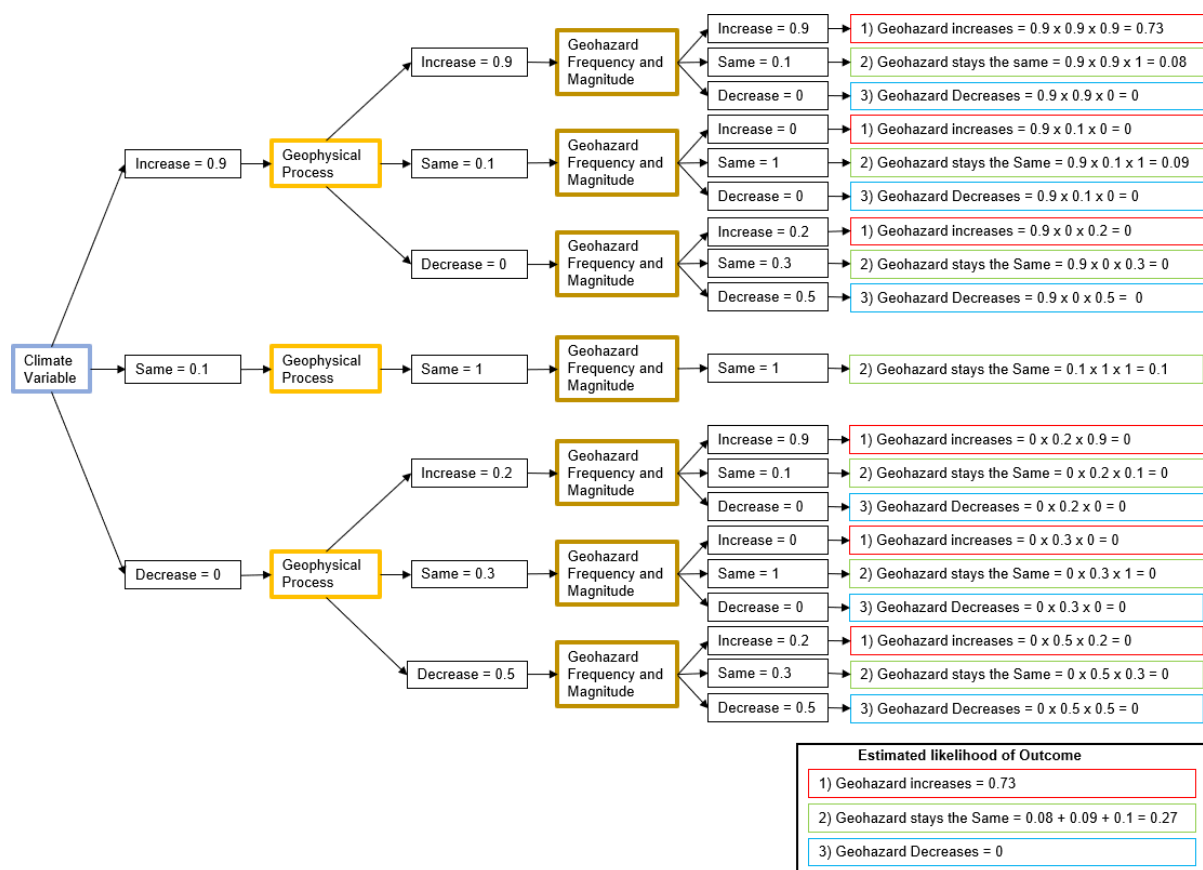 Increase = 0.9
1) Geohazard increases = 0.9 x 0.9 x 0.9 = 0.73
Increase = 0.9
Geohazard
Frequency and
Magnitude
Same = 0.1
2) Geohazard stays the same = 0.9 x 0.9 x 1 = 0.08
Decrease = 0
3) Geohazard Decreases = 0.9 x 0.9 x 0 = 0
Increase = 0
1) Geohazard increases = 0.9 x 0.1 x 0 = 0
Increase = 0.9
Geophysical
Process
Same = 0.1
Geohazard
Frequency and
Magnitude
Same = 1
2) Geohazard stays the Same = 0.9 x 0.1 x 1 = 0.09
Decrease = 0
3) Geohazard Decreases = 0.9 x 0.1 x 0 = 0
Increase = 0.2
1) Geohazard increases = 0.9 x 0 x 0.2 = 0
Decrease = 0
Geohazard
Frequency and
Magnitude
Same = 0.3
2) Geohazard stays the Same = 0.9 x 0 x 0.3 = 0
Decrease = 0.5
3) Geohazard Decreases = 0.9 x 0 x 0.5 =  0
Climate
Variable
Same = 0.1
Geophysical
Process
Same = 1
Geohazard
Frequency and
Magnitude
Same = 1
2) Geohazard stays the Same = 0.1 x 1 x 1 = 0.1
Increase = 0.9
1) Geohazard increases = 0 x 0.2 x 0.9 = 0
Increase = 0.2
Geohazard
Frequency and
Magnitude
Same = 0.1
2) Geohazard stays the Same = 0 x 0.2 x 0.1 = 0
Decrease = 0
3) Geohazard Decreases = 0 x 0.2 x 0 = 0
Increase = 0
1) Geohazard increases = 0 x 0.3 x 0 = 0
Decrease = 0
Geophysical
Process
Same = 0.3
Geohazard
Frequency and
Magnitude
Same = 1
2) Geohazard stays the Same = 0 x 0.3 x 1 = 0
Decrease = 0
3) Geohazard Decreases = 0 x 0.3 x 0 = 0
Increase = 0.2
1) Geohazard increases = 0 x 0.5 x 0.2 = 0
Decrease = 0.5
Geohazard
Frequency and
Magnitude
Same = 0.3
2) Geohazard stays the Same = 0 x 0.5 x 0.3 = 0
Decrease = 0.5
3) Geohazard Decreases = 0 x 0.5 x 0.5 = 0
Estimated likelihood of Outcome
1) Geohazard increases = 0.73
2) Geohazard stays the Same = 0.08 + 0.09 + 0.1 = 0.27
3) Geohazard Decreases = 0